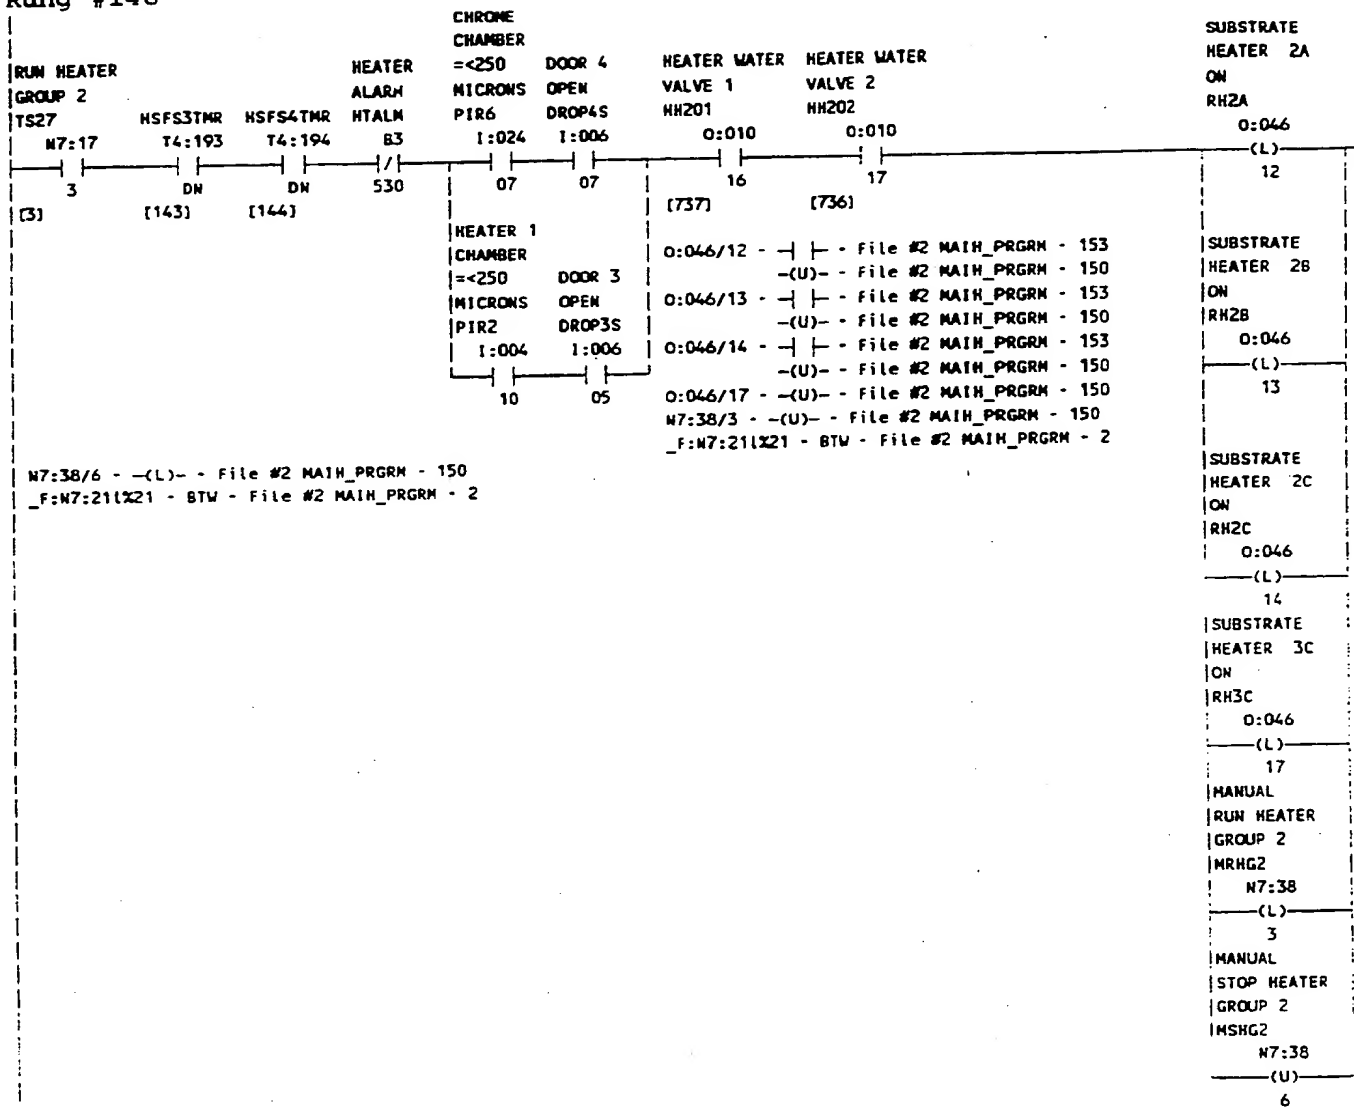 Rung #148
CHROME
CHAMBER
SUBSTRATE
HEATER 2A
ON
RH2A
O:046
RUN HEATER
GROUP 2
TS27
N7:17
HSFS3TMR
T4:193
HSFS4TMR
T4:194
HEATER
ALARM
HTALM
B3
=<250
MICRONS
PIR6
I:024
DOOR 4
OPEN
DROP4S
I:006
HEATER WATER
VALVE 1
HH201
O:010
HEATER WATER
VALVE 2
HH202
O:010
(L)
3 DN DN 530 07 07 16 17 12
[3] [143] [144] [737] [736]
HEATER 1
CHAMBER
=<250
MICRONS
PIR2
I:004
10
DOOR 3
OPEN
DROP3S
I:006
05
O:046/12 - -| |- - File #2 MAIN_PRGRM - 153
-(U)- - File #2 MAIN_PRGRM - 150
O:046/13 - -| |- - File #2 MAIN_PRGRM - 153
-(U)- - File #2 MAIN_PRGRM - 150
O:046/14 - -| |- - File #2 MAIN_PRGRM - 153
-(U)- - File #2 MAIN_PRGRM - 150
O:046/17 - -(U)- - File #2 MAIN_PRGRM - 150
N7:38/3 - -(U)- - File #2 MAIN_PRGRM - 150
_F:N7:21[%21 - BTW - File #2 MAIN_PRGRM - 2
N7:38/6 - -(L)- - File #2 MAIN_PRGRM - 150
_F:N7:21[%21 - BTW - File #2 MAIN_PRGRM - 2
SUBSTRATE
HEATER 2B
ON
RH2B
O:046
(L)
13
SUBSTRATE
HEATER 2C
ON
RH2C
O:046
(L)
14
SUBSTRATE
HEATER 3C
ON
RH3C
O:046
(L)
17
MANUAL
RUN HEATER
GROUP 2
MRHG2
N7:38
(L)
3
MANUAL
STOP HEATER
GROUP 2
MSHG2
N7:38
(U)
6